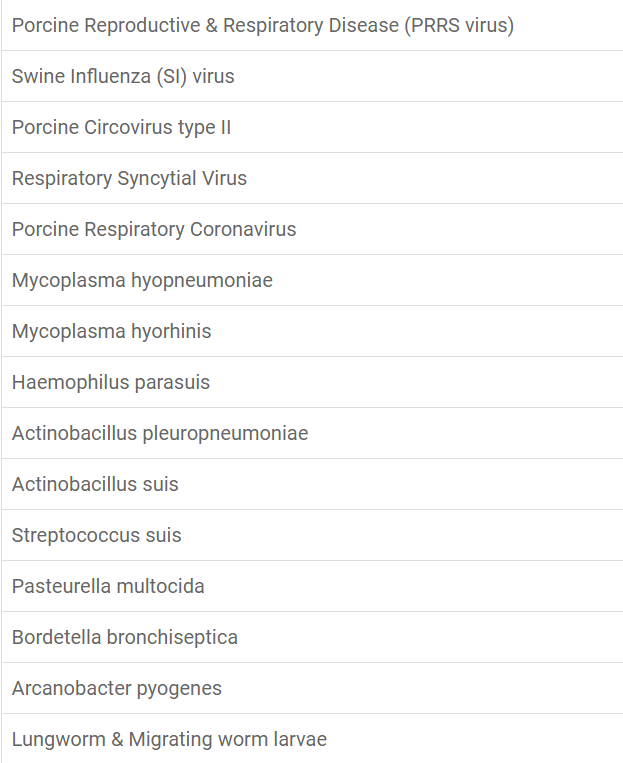 Porcine Reproductive & Respiratory Disease (PRRS virus)
Swine Influenza (SI) virus
Porcine Circovirus type II
Respiratory Syncytial Virus
Porcine Respiratory Coronavirus
Mycoplasma hyopneumoniae
Mycoplasma hyorhinis
Haemophilus parasuis
Actinobacillus pleuropneumoniae
Actinobacillus suis
Streptococcus suis
Pasteurella multocida
Bordetella bronchiseptica
Arcanobacter pyogenes
Lungworm & Migrating worm larvae